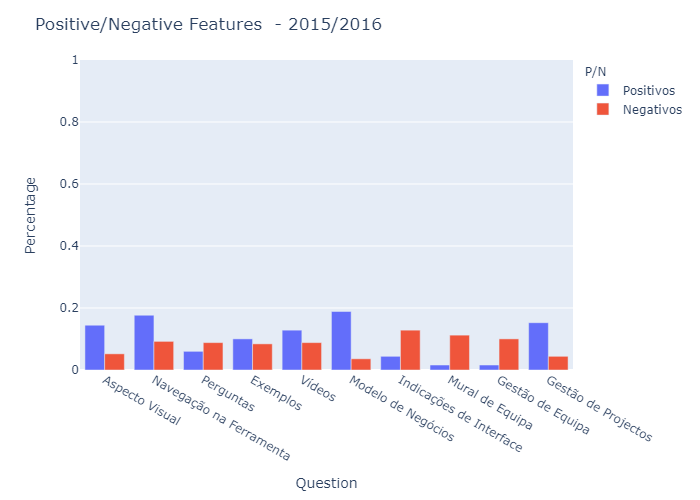 Positive/Negative Features  - 2015/2016
P/N
Positivos
Negativos
Percentage
1
0.8
0.6
0.4
0.2
0
Aspecto Visual
Navegação na Ferramenta
Perguntas
Exemplos
Vídeos
Modelo de Negócios
Indicações de Interface
Mural de Equipa
Gestão de Equipa
Gestão de Projectos
Question